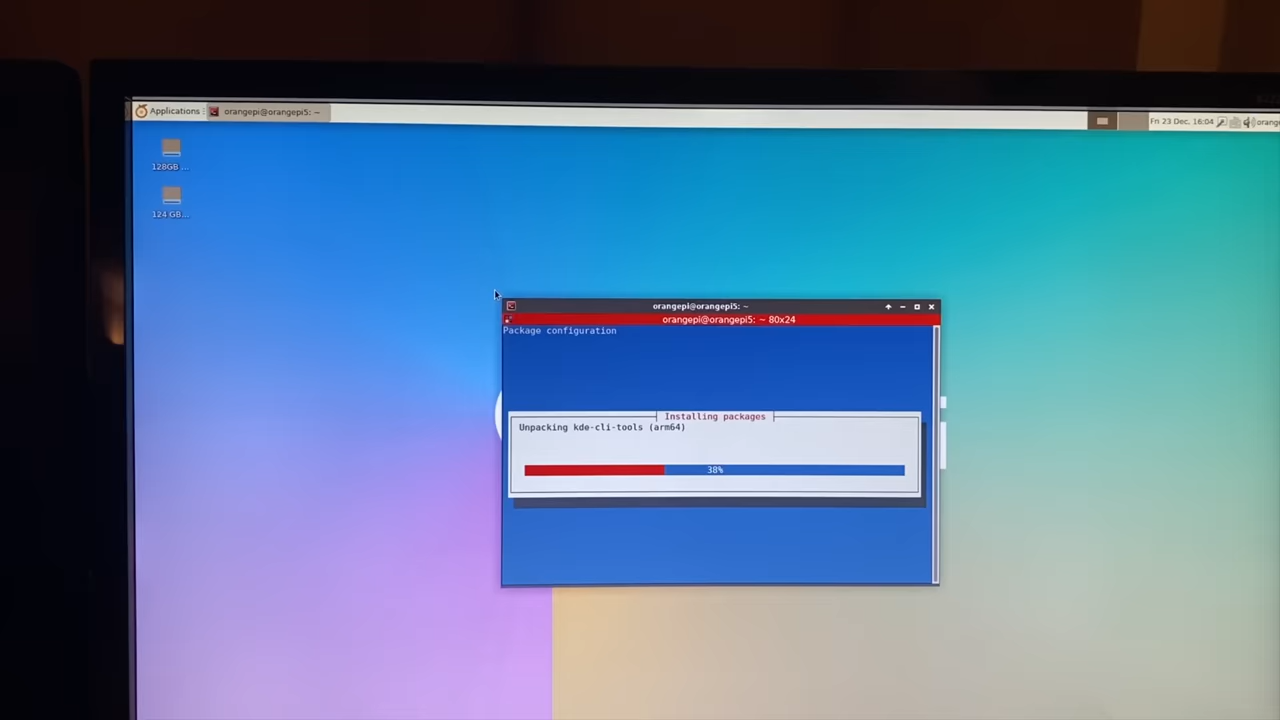 Applications
orangepi@orangepi5: ~
Fri 23 Dec, 16:04
orange
128GB ...
124 GB...
orangepi@orangepi5: ~
orangepi@orangepi5: ~ 80x24
Package configuration
Installing packages
Unpacking kde-cli-tools (arm64)
38%